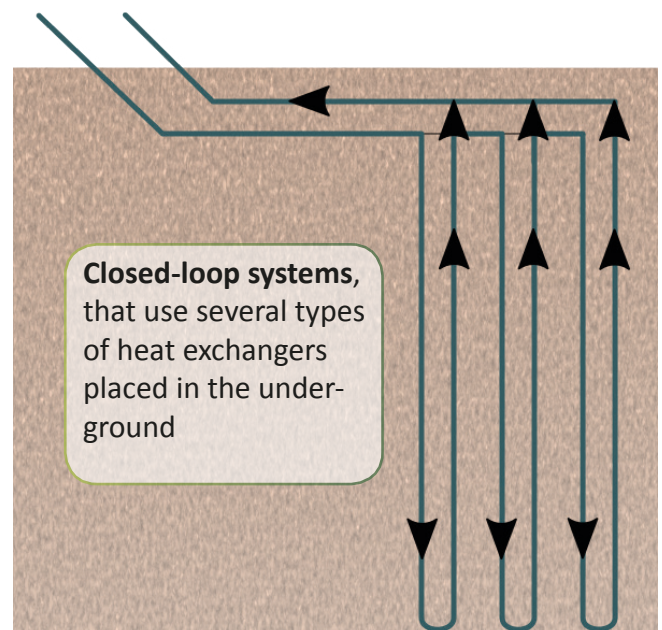 Closed-loop systems,
that use several types
of heat exchangers
placed in the under-
ground